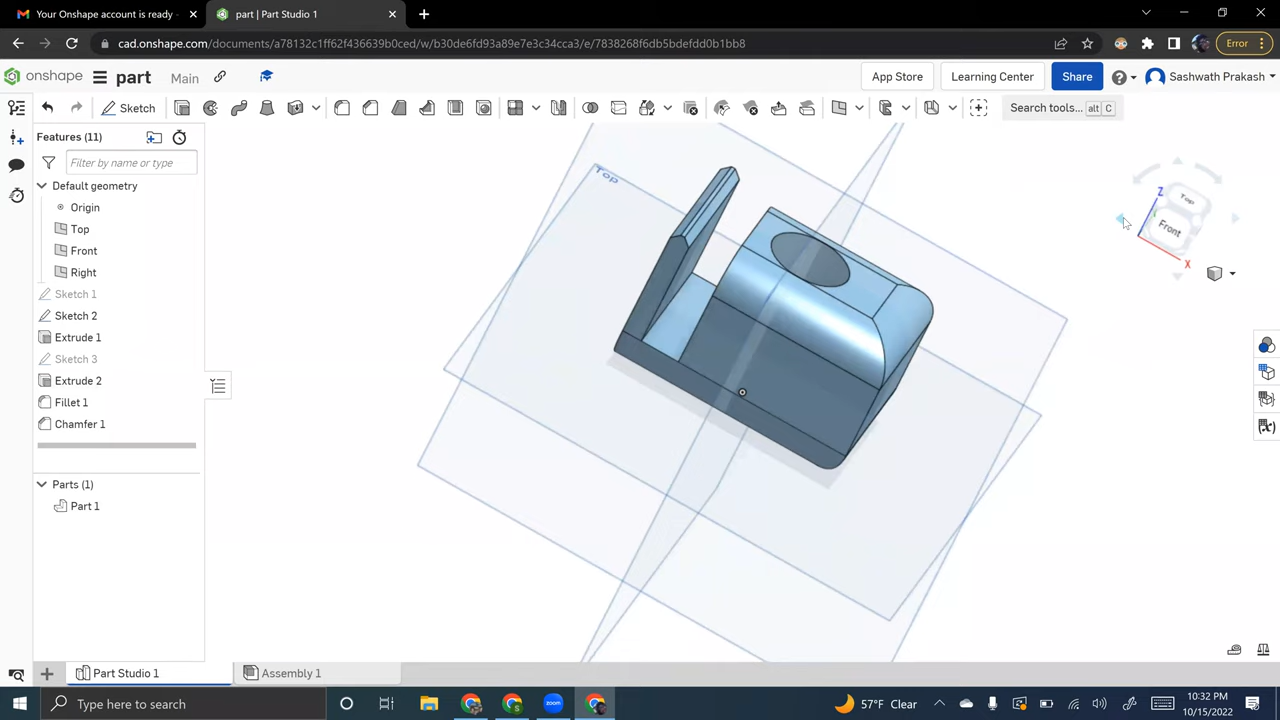 Your Onshape account is ready -
part | Part Studio 1
cad.onshape.com/documents/a78132c1ff62f436639b0ced/w/b30de6fd93a89e7e3c34cca3/e/7838268f6db5bdefdd0b1bb8
Error
onshape
part
Main
App Store
Learning Center
Share
Sashwath Prakash
Sketch
Search tools...
alt
C
Features (11)
Filter by name or type
Default geometry
Origin
Top
Front
Right
Sketch 1
Sketch 2
Extrude 1
Sketch 3
Extrude 2
Fillet 1
Chamfer 1
Parts (1)
Part 1
Top
Z
Top
Front
X
Part Studio 1
Assembly 1
Type here to search
zoom
57°F Clear
10:32 PM
10/15/2022